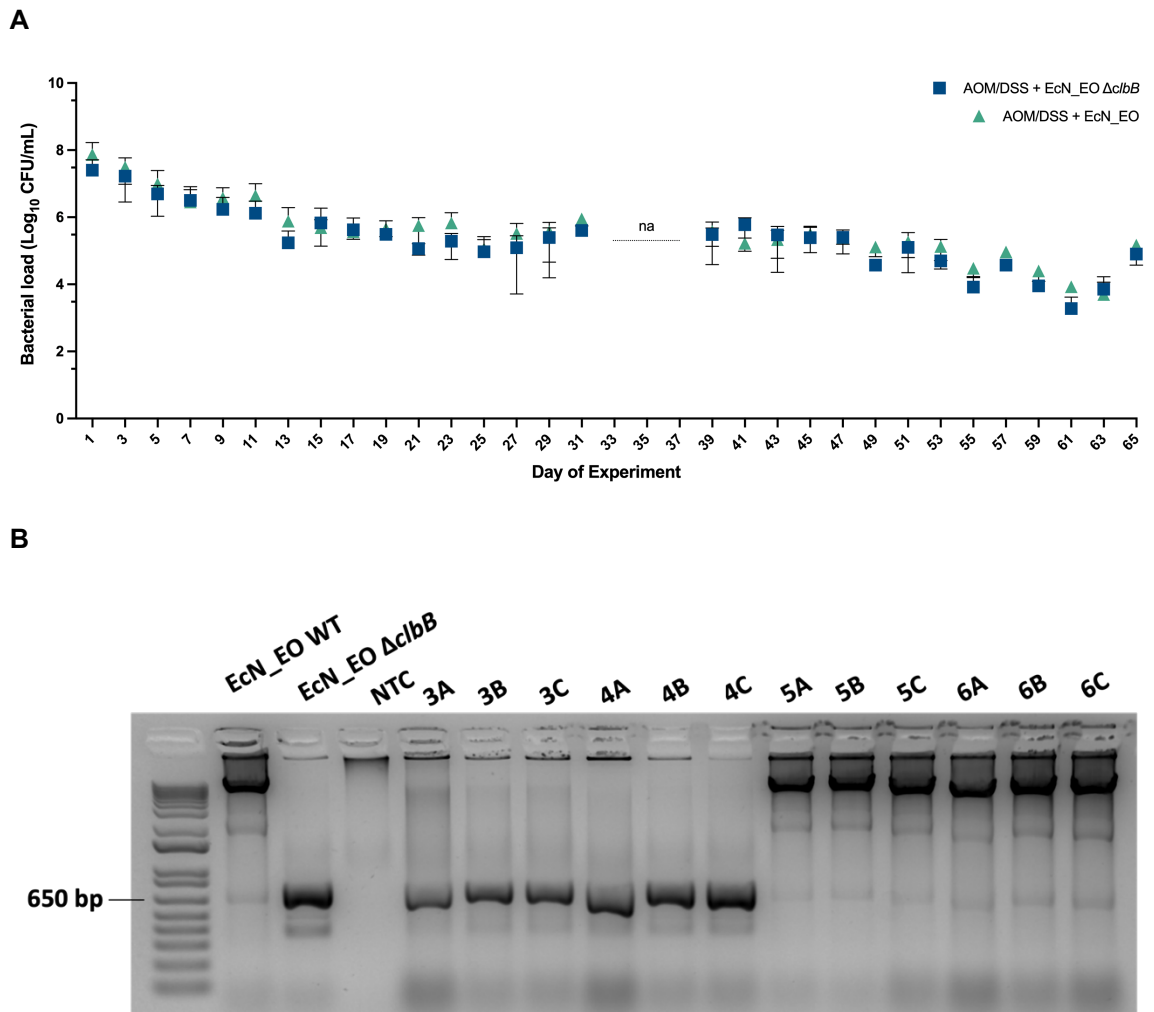 A
10
8
6
4
2
0
Bacterial load (Log10 CFU/mL)
AOM/DSS + EcN_EO ΔclbB
AOM/DSS + EcN_EO
na
1 3 5 7 9 11 13 15 17 19 21 23 25 27 29 31 33 35 37 39 41 43 45 47 49 51 53 55 57 59 61 63 65
Day of Experiment
B
EcN_EO WT
EcN_EO ΔclbB
NTC
3A 3B 3C 4A 4B 4C 5A 5B 5C 6A 6B 6C
650 bp